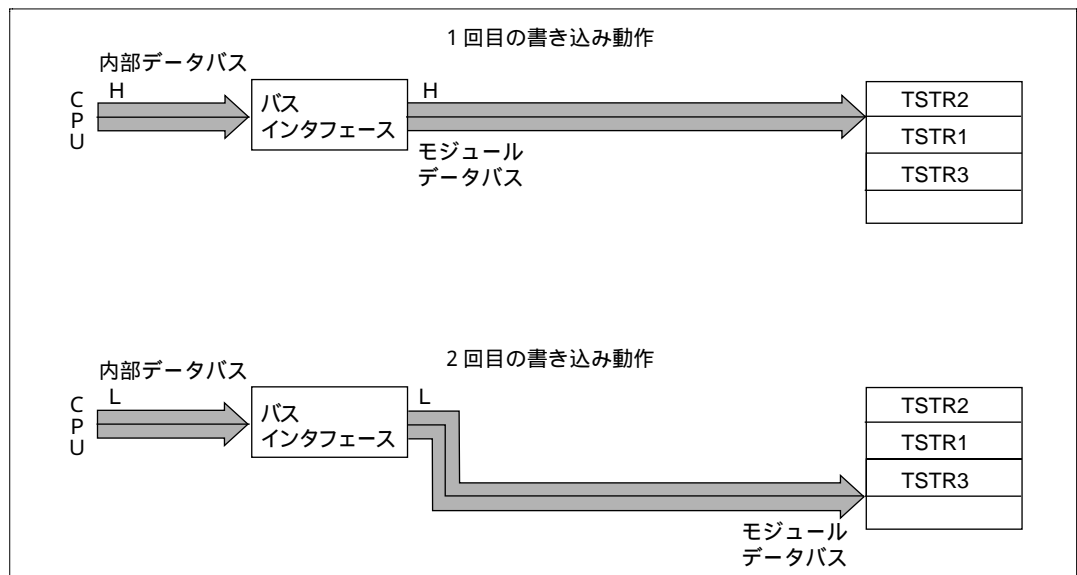 1回目の書き込み動作
内部データバス
H
CPU
バス
インタフェース
H
モジュール
データバス
TSTR2
TSTR1
TSTR3
2回目の書き込み動作
内部データバス
L
CPU
バス
インタフェース
L
モジュール
データバス
TSTR2
TSTR1
TSTR3